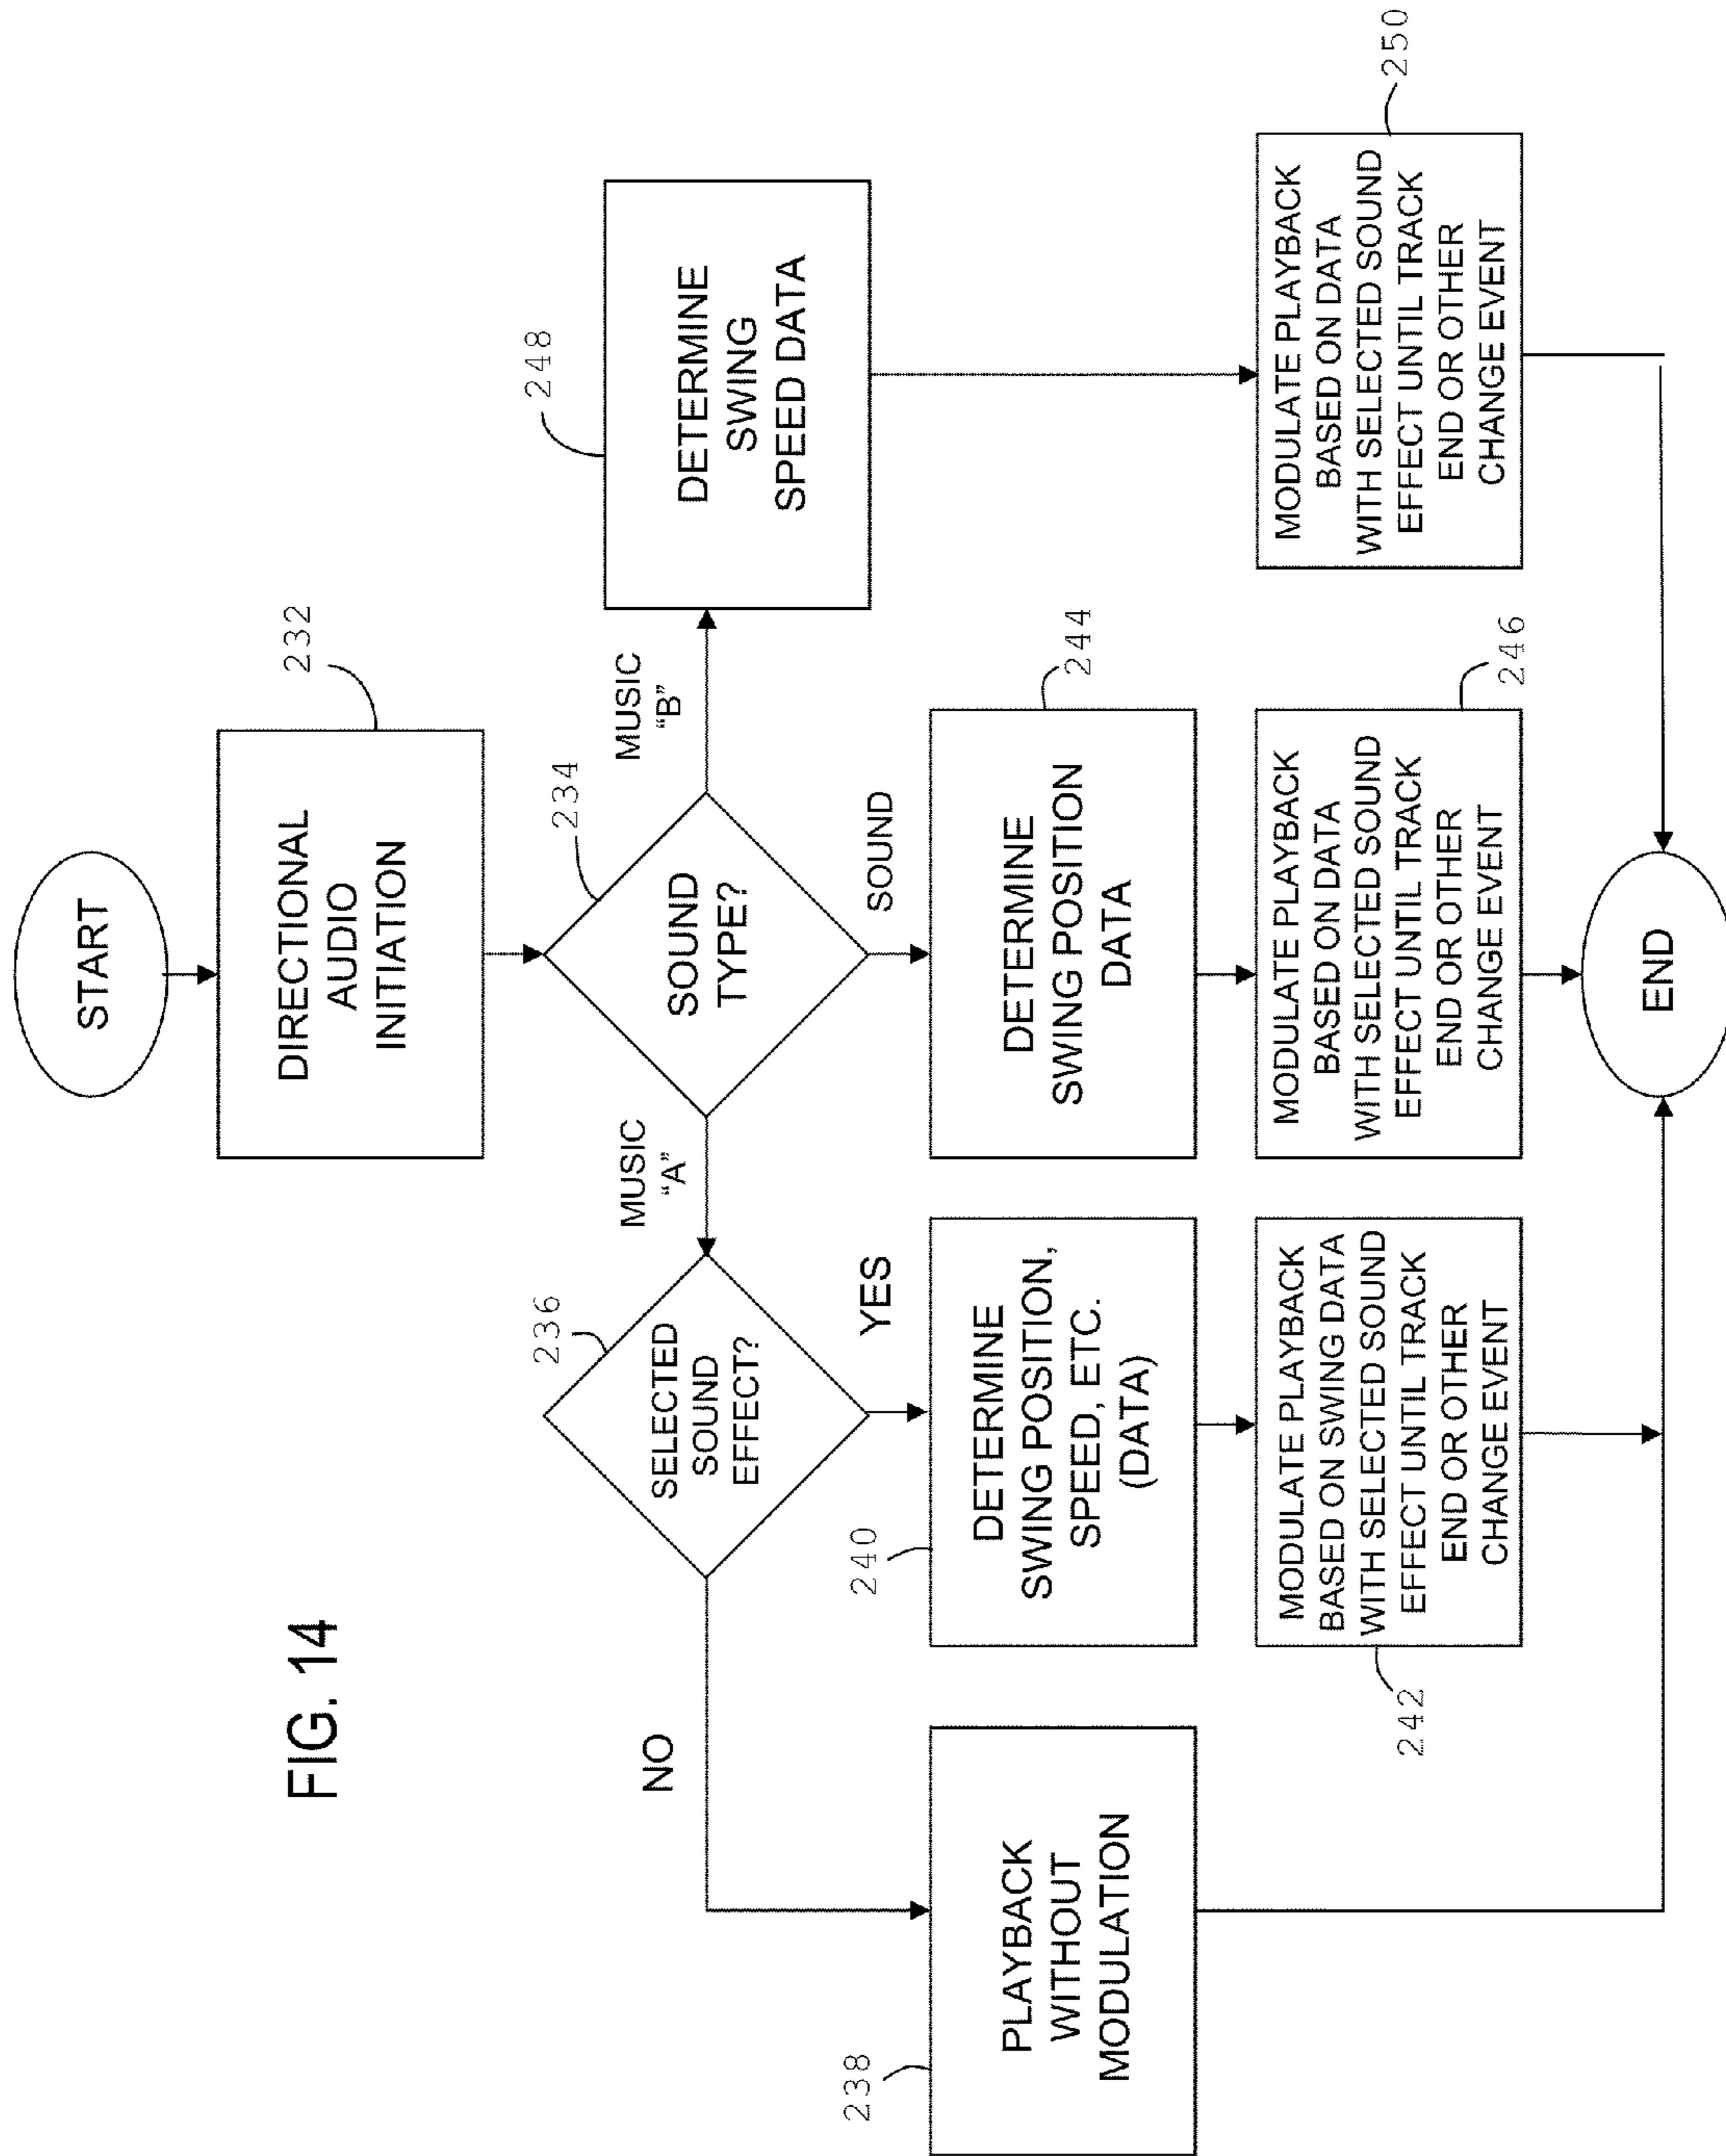 FIG. 14
START
DIRECTIONAL
AUDIO
INITIATION
232
SOUND
TYPE?
234
MUSIC
“A”
MUSIC
“B”
SOUND
SELECTED
SOUND
EFFECT?
236
NO
YES
DETERMINE
SWING
SPEED DATA
248
238
PLAYBACK
WITHOUT
MODULATION
240
DETERMINE
SWING POSITION,
SPEED, ETC.
(DATA)
DETERMINE
SWING POSITION
DATA
244
242
MODULATE PLAYBACK
BASED ON SWING DATA
WITH SELECTED SOUND
EFFECT UNTIL TRACK
END OR OTHER
CHANGE EVENT
MODULATE PLAYBACK
BASED ON DATA
WITH SELECTED SOUND
EFFECT UNTIL TRACK
END OR OTHER
CHANGE EVENT
246
MODULATE PLAYBACK
BASED ON DATA
WITH SELECTED SOUND
EFFECT UNTIL TRACK
END OR OTHER
CHANGE EVENT
250
END